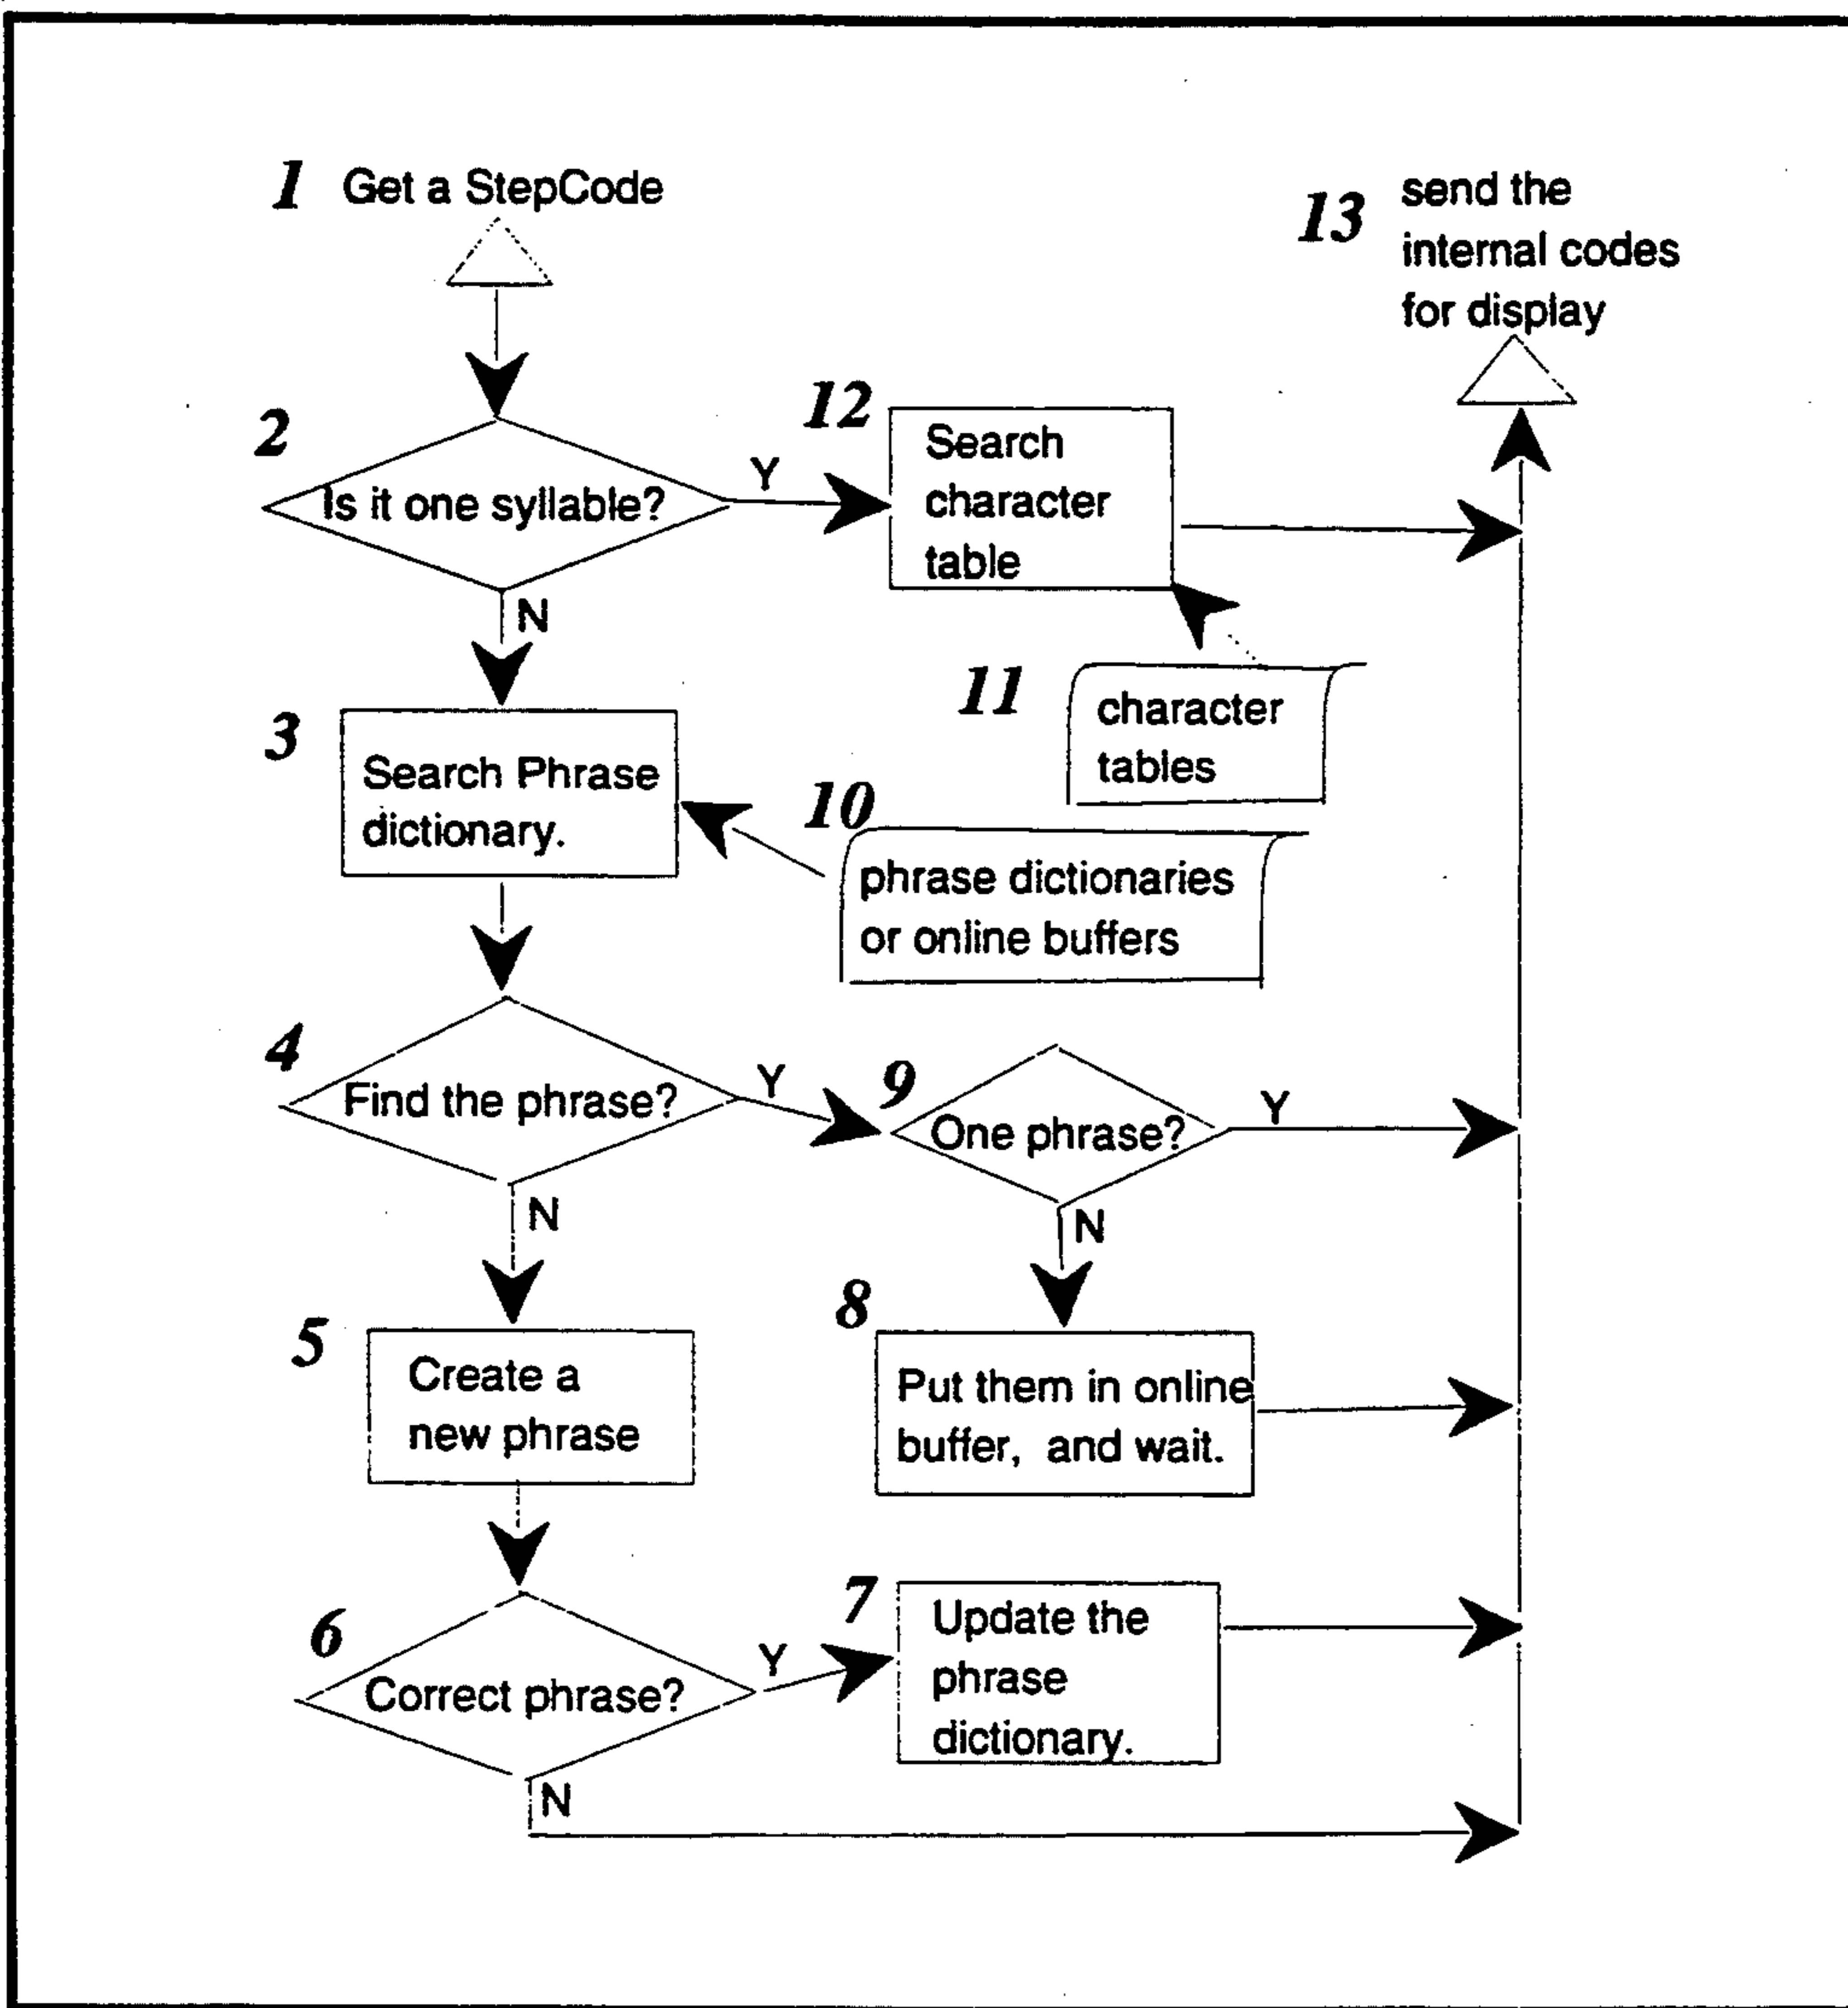 1 Get a StepCode
13 send the
internal codes
for display
2 Is it one syllable?
Y
N
12 Search
character
table
11 character
tables
3 Search Phrase
dictionary.
10 phrase dictionaries
or online buffers
4 Find the phrase?
Y
N
9 One phrase?
Y
N
5 Create a
new phrase
8 Put them in online
buffer, and wait.
6 Correct phrase?
Y
N
7 Update the
phrase
dictionary.